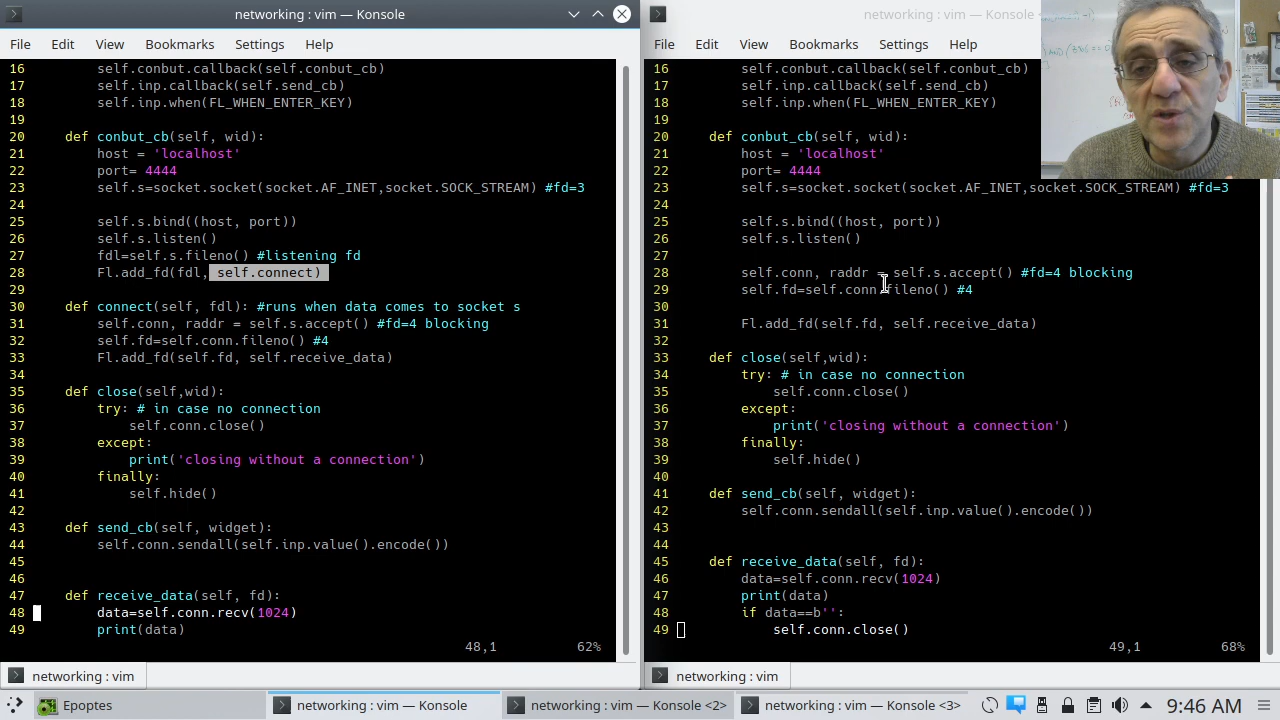 networking : vim — Konsole
File Edit View Bookmarks Settings Help
16 self.conbut.callback(self.conbut_cb)
17 self.inp.callback(self.send_cb)
18 self.inp.when(FL_WHEN_ENTER_KEY)
19
20 def conbut_cb(self, wid):
21 host = 'localhost'
22 port= 4444
23 self.s=socket.socket(socket.AF_INET,socket.SOCK_STREAM) #fd=3
24
25 self.s.bind((host, port))
26 self.s.listen()
27 fdl=self.s.fileno() #listening fd
28 Fl.add_fd(fdl, self.connect)
29
30 def connect(self, fdl): #runs when data comes to socket s
31 self.conn, raddr = self.s.accept() #fd=4 blocking
32 self.fd=self.conn.fileno() #4
33 Fl.add_fd(self.fd, self.receive_data)
34
35 def close(self,wid):
36 try: # in case no connection
37 self.conn.close()
38 except:
39 print('closing without a connection')
40 finally:
41 self.hide()
42
43 def send_cb(self, widget):
44 self.conn.sendall(self.inp.value().encode())
45
46
47 def receive_data(self, fd):
48 data=self.conn.recv(1024)
49 print(data)
48,1 62%
networking : vim
networking : vim — Konsole
File Edit View Bookmarks Settings Help
16 self.conbut.callback(self.conbut_cb)
17 self.inp.callback(self.send_cb)
18 self.inp.when(FL_WHEN_ENTER_KEY)
19
20 def conbut_cb(self, wid):
21 host = 'localhost'
22 port= 4444
23 self.s=socket.socket(socket.AF_INET,socket.SOCK_STREAM) #fd=3
24
25 self.s.bind((host, port))
26 self.s.listen()
27
28 self.conn, raddr = self.s.accept() #fd=4 blocking
29 self.fd=self.conn.fileno() #4
30
31 Fl.add_fd(self.fd, self.receive_data)
32
33 def close(self,wid):
34 try: # in case no connection
35 self.conn.close()
36 except:
37 print('closing without a connection')
38 finally:
39 self.hide()
40
41 def send_cb(self, widget):
42 self.conn.sendall(self.inp.value().encode())
43
44
45 def receive_data(self, fd):
46 data=self.conn.recv(1024)
47 print(data)
48 if data==b'':
49 self.conn.close()
49,1 68%
networking : vim
Epoptes
networking : vim — Konsole
networking : vim — Konsole <2>
networking : vim — Konsole <3>
9:46 AM